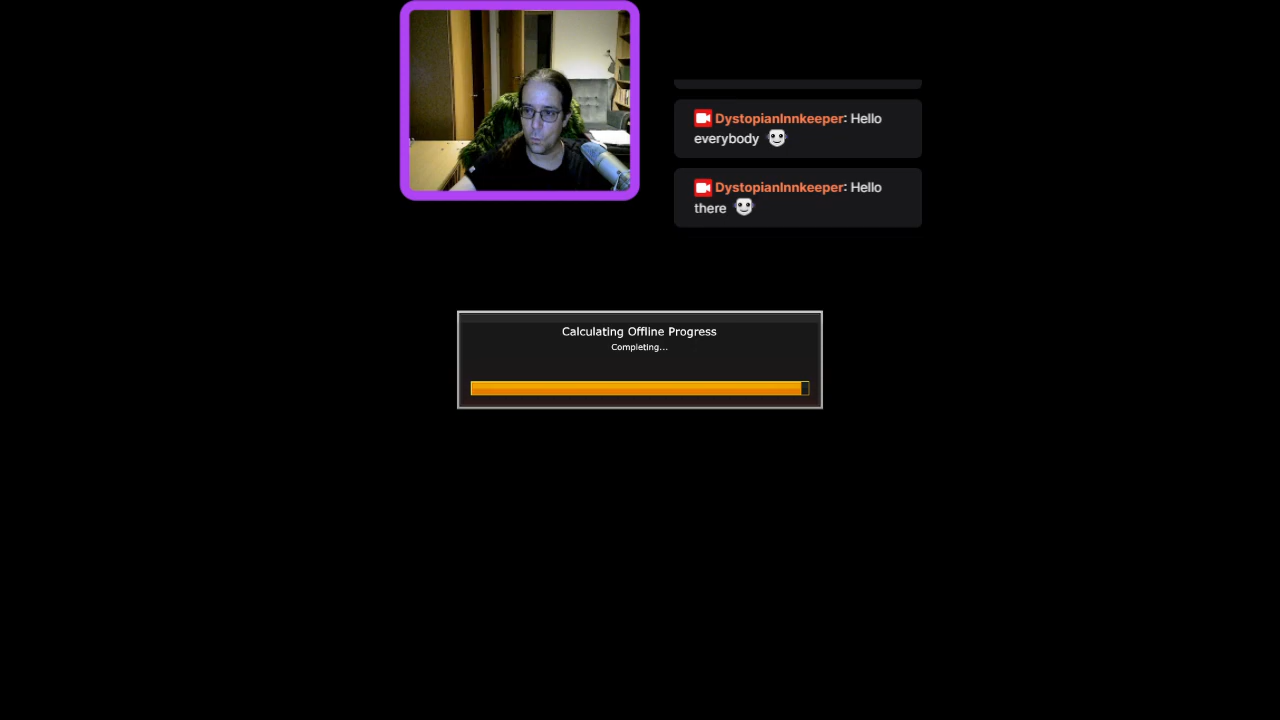 DystopianInnkeeper: Hello
everybody
DystopianInnkeeper: Hello
there
Calculating Offline Progress
Completing...